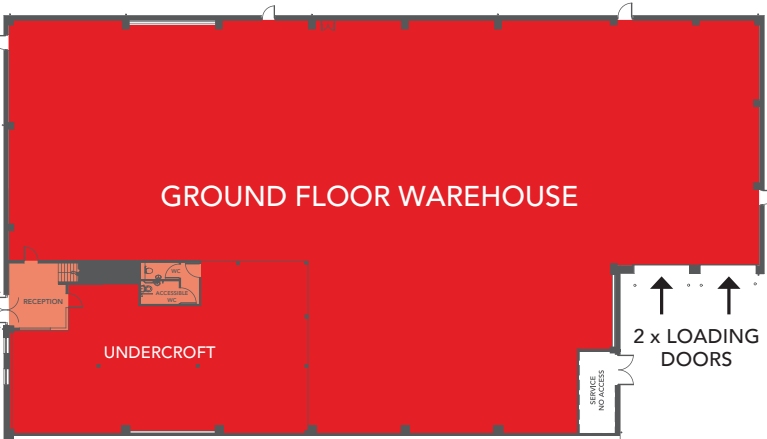 GROUND FLOOR WAREHOUSE
WC
ACCESSIBLE
WC
RECEPTION
2 x LOADING
DOORS
UNDERCROFT
SERVICE
NO ACCESS